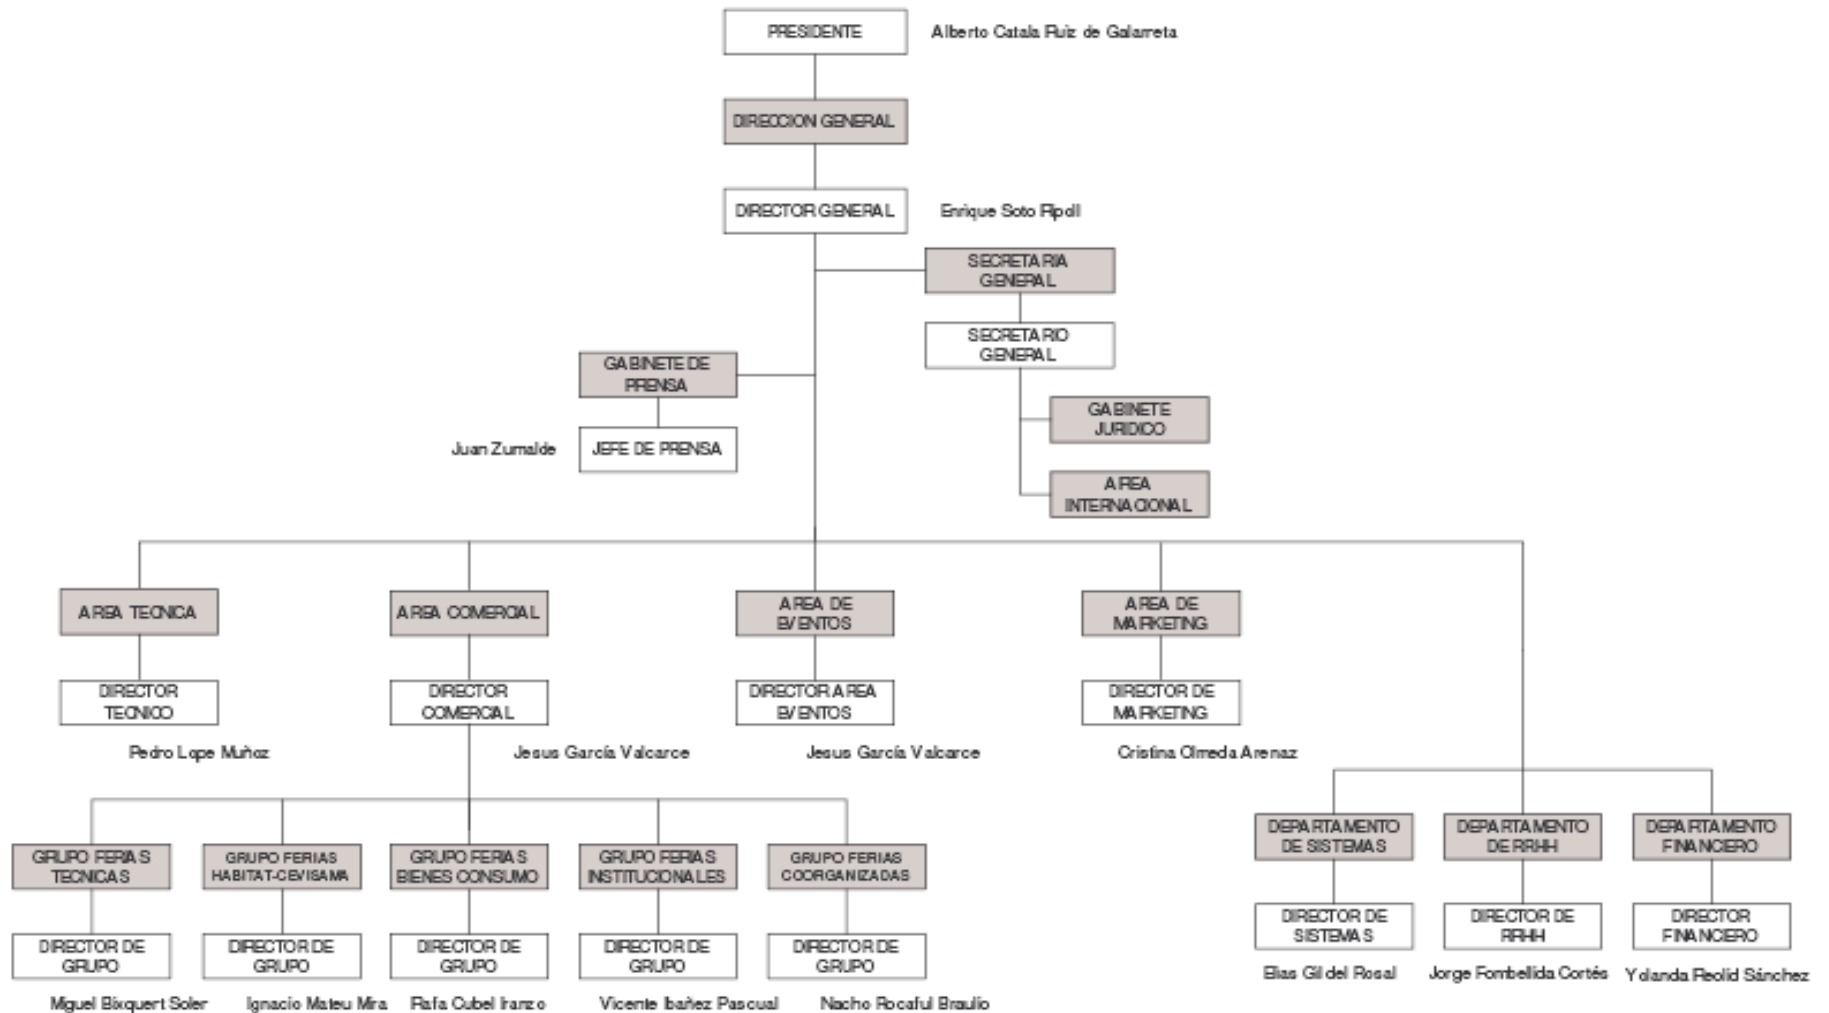 PRESIDENTE
Alberto Catala Ruiz de Galarreta
DIRECCION GENERAL
DIRECTOR GENERAL
Enrique Soto Ripoll
SECRETARIA
GENERAL
SECRETARIO
GENERAL
GABINETE DE
PRENSA
GABINETE
JURIDICO
Juan Zumalde
JEFE DE PRENSA
AREA
INTERNACIONAL
AREA TECNICA
AREA COMERCIAL
AREA DE
EVENTOS
AREA DE
MARKETING
DIRECTOR
TECNICO
DIRECTOR
COMERCIAL
DIRECTOR AREA
EVENTOS
DIRECTOR DE
MARKETING
Pedro Lope Muñoz
Jesus García Valcarce
Jesus García Valcarce
Cristina Olmeda Arenaz
DEPARTAMENTO
DE SISTEMAS
DEPARTAMENTO
DE RRHH
DEPARTAMENTO
FINANCIERO
GRUPO FERIAS
TECNICAS
GRUPO FERIAS
HABITAT-CEVISAMA
GRUPO FERIAS
BIENES CONSUMO
GRUPO FERIAS
INSTITUCIONALES
GRUPO FERIAS
COORGANIZADAS
DIRECTOR DE
SISTEMAS
DIRECTOR DE
RRHH
DIRECTOR
FINANCIERO
DIRECTOR DE
GRUPO
DIRECTOR DE
GRUPO
DIRECTOR DE
GRUPO
DIRECTOR DE
GRUPO
DIRECTOR DE
GRUPO
Elias Gil del Rosal
Jorge Fombellida Cortés
Yolanda Reolid Sánchez
Miguel Bixquert Soler
Ignacio Mateu Mira
Rafa Cubel Iranzo
Vicente Ibañez Pascual
Nacho Rocaful Braulio